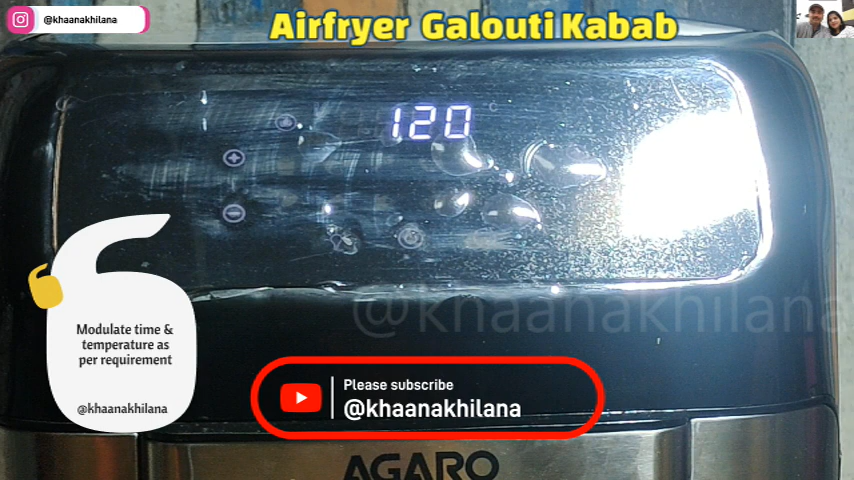 @khaanakhilana
Airfryer Galouti Kabab
120
@khaanakhilana
Modulate time &
temperature as
per requirement
@khaanakhilana
Please subscribe
@khaanakhilana
AGARO